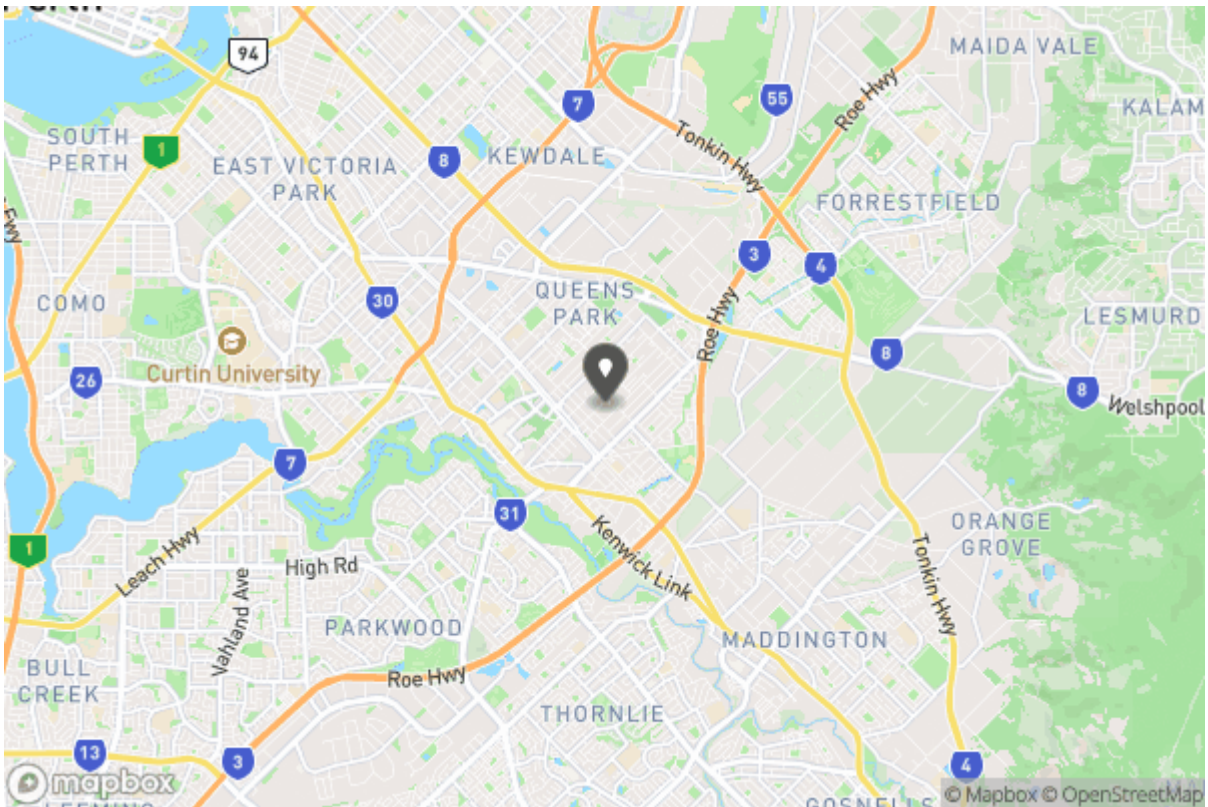 94
MAIDA VALE
55
7
KALAM
SOUTH
PERTH
1
Roe Hwy
Tonkin Hwy
EAST VICTORIA
PARK
8
KEWDALE
FORRESTFIELD
Fwy
3
4
COMO
30
QUEENS
PARK
Roe Hwy
LESMURD
Curtin University
26
8
8
Welshpool
7
31
ORANGE
GROVE
1
Leach Hwy
High Rd
Kenwick Link
Tonkin Hwy
Vahland Ave
PARKWOOD
MADDINGTON
BULL
CREEK
Roe Hwy
THORNLIE
13
3
4
mapbox
© Mapbox © OpenStreetMap